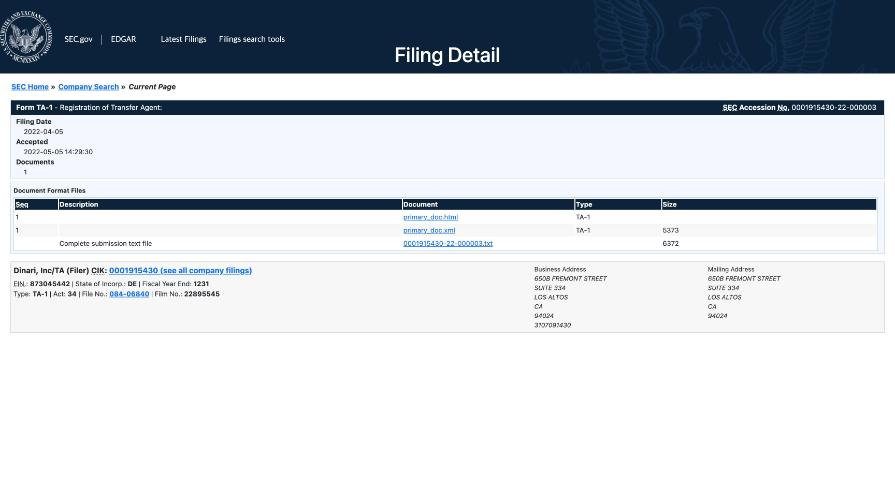 SEC.gov | EDGAR Latest Filings Filings search tools
Filing Detail
SEC Home » Company Search » Current Page
Form TA-1 - Registration of Transfer Agent: SEC Accession No. 0001915430-22-000003
Filing Date
2022-04-05
Accepted
2022-05-05 14:29:30
Documents
1
Document Format Files
Seq Description Document Type Size
1 primary_doc.html TA-1
1 primary_doc.xml TA-1 5373
Complete submission text file 0001915430-22-000003.txt 6372
Dinari, Inc/TA (Filer) CIK: 0001915430 (see all company filings)
EIN.: 873045442 | State of Incorp.: DE | Fiscal Year End: 1231
Type: TA-1 | Act: 34 | File No.: 084-06840 | Film No.: 22895545
Business Address
650B FREMONT STREET
SUITE 334
LOS ALTOS
CA
94024
3107091430
Mailing Address
650B FREMONT STREET
SUITE 334
LOS ALTOS
CA
94024